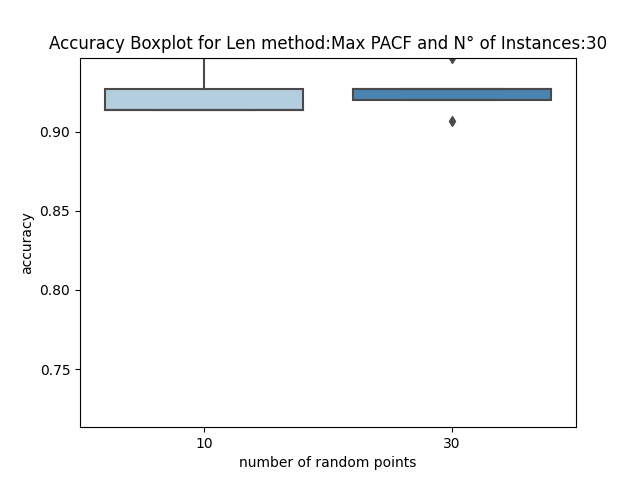 Accuracy Boxplot for Len method:Max PACF and N° of Instances:30
accuracy
0.90
0.85
0.80
0.75
10 30
number of random points